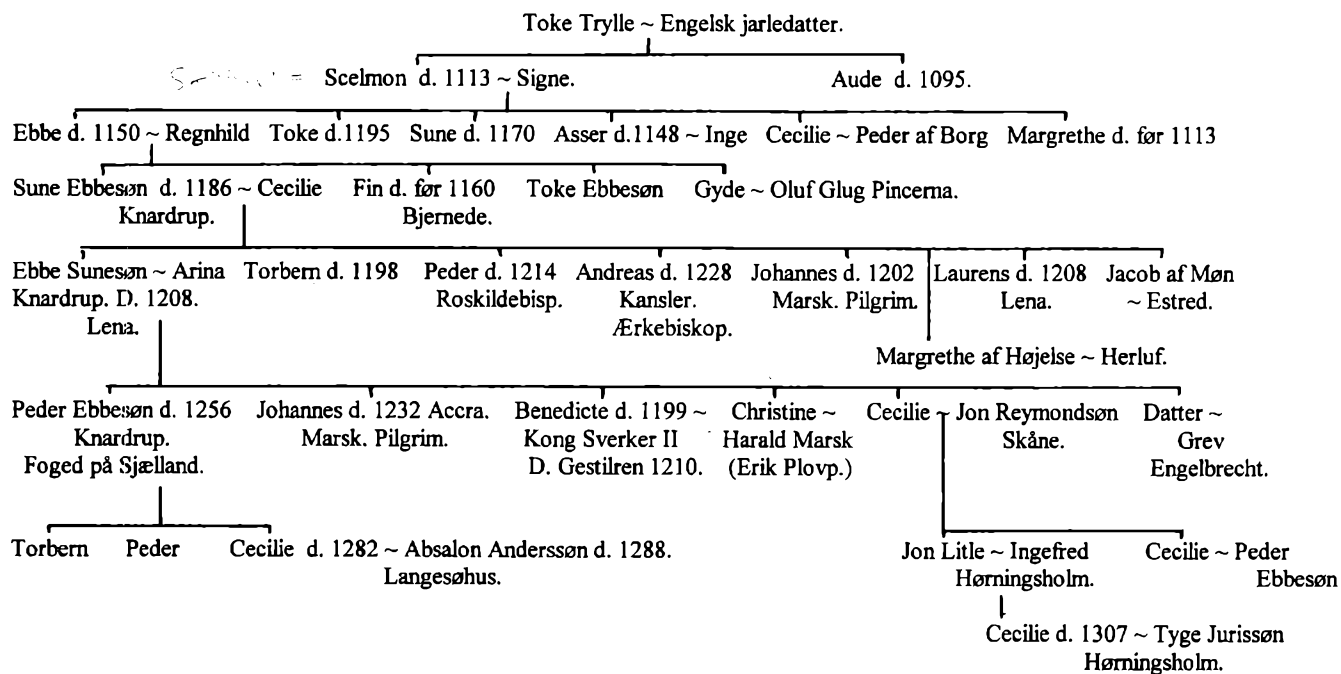 Toke Trylle ~ Engelsk jarledatter.
Scelmon d. 1113 ~ Signe. Aude d. 1095.
Ebbe d. 1150 ~ Regnhild Toke d.1195 Sune d. 1170 Asser d.1148 ~ Inge Cecilie ~ Peder af Borg Margrethe d. før 1113
Sune Ebbesøn d. 1186 ~ Cecilie Fin d. før 1160 Toke Ebbesøn Gyde ~ Oluf Glug Pincerna.
Knardrup. Bjernede.
Ebbe Sunesøn ~ Arina Torbern d. 1198 Peder d. 1214 Andreas d. 1228 Johannes d. 1202 Laurens d. 1208 Jacob af Møn
Knardrup. D. 1208. Roskildebisp. Kansler. Marsk. Pilgrim. Lena. ~ Estred.
Lena. Ærkebiskop.
Margrethe af Højelse ~ Herluf.
Peder Ebbesøn d. 1256 Johannes d. 1232 Accra. Benedicte d. 1199 ~ Christine ~ Cecilie ~ Jon Reymondsøn Datter ~
Knardrup. Marsk. Pilgrim. Kong Sverker II Harald Marsk Skåne. Grev
Foged på Sjælland. D. Gestilren 1210. (Erik Plovp.) Engelbrecht.
Torbern Peder Cecilie d. 1282 ~ Absalon Anderssøn d. 1288. Jon Litle ~ Ingefred Cecilie ~ Peder
Langesøhus. Hørningsholm. Ebbesøn
Cecilie d. 1307 ~ Tyge Jurissøn
Hørningsholm.